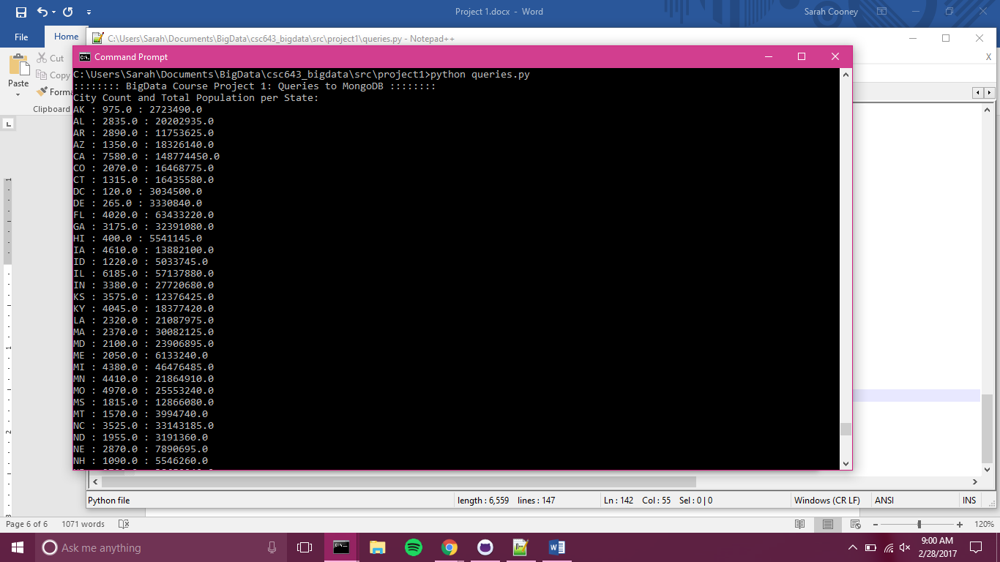 Project 1.docx - Word
Sarah Cooney
File
Home
C:\Users\Sarah\Documents\BigData\csc643_bigdata\src\project1\queries.py - Notepad++
X
Paste
Cut
Copy
Forma
Clipboard
Command Prompt
C:\Users\Sarah\Documents\BigData\csc643_bigdata\src\project1>python queries.py
:::::::: BigData Course Project 1: Queries to MongoDB ::::::::
City Count and Total Population per State:
AK : 975.0 : 2723490.0
AL : 2835.0 : 20202935.0
AR : 2890.0 : 11753625.0
AZ : 1350.0 : 18326140.0
CA : 7580.0 : 148774450.0
CO : 2070.0 : 16468775.0
CT : 1315.0 : 16435580.0
DC : 120.0 : 3034500.0
DE : 265.0 : 3330840.0
FL : 4020.0 : 63433220.0
GA : 3175.0 : 32391080.0
HI : 400.0 : 5541145.0
IA : 4610.0 : 13882100.0
ID : 1220.0 : 5033745.0
IL : 6185.0 : 57137880.0
IN : 3380.0 : 27720680.0
KS : 3575.0 : 12376425.0
KY : 4045.0 : 18377420.0
LA : 2320.0 : 21087975.0
MA : 2370.0 : 30082125.0
MD : 2100.0 : 23906895.0
ME : 2050.0 : 6133240.0
MI : 4380.0 : 46476485.0
MN : 4410.0 : 21864910.0
MO : 4970.0 : 25553240.0
MS : 1815.0 : 12866080.0
MT : 1570.0 : 3994740.0
NC : 3525.0 : 33143185.0
ND : 1955.0 : 3191360.0
NE : 2870.0 : 7890695.0
NH : 1090.0 : 5546260.0
Python file
length : 6,559 lines : 147
Ln : 142 Col : 55 Sel : 0 | 0
Windows (CR LF)
ANSI
INS
Page 6 of 6
1071 words
120%
Ask me anything
9:00 AM
2/28/2017